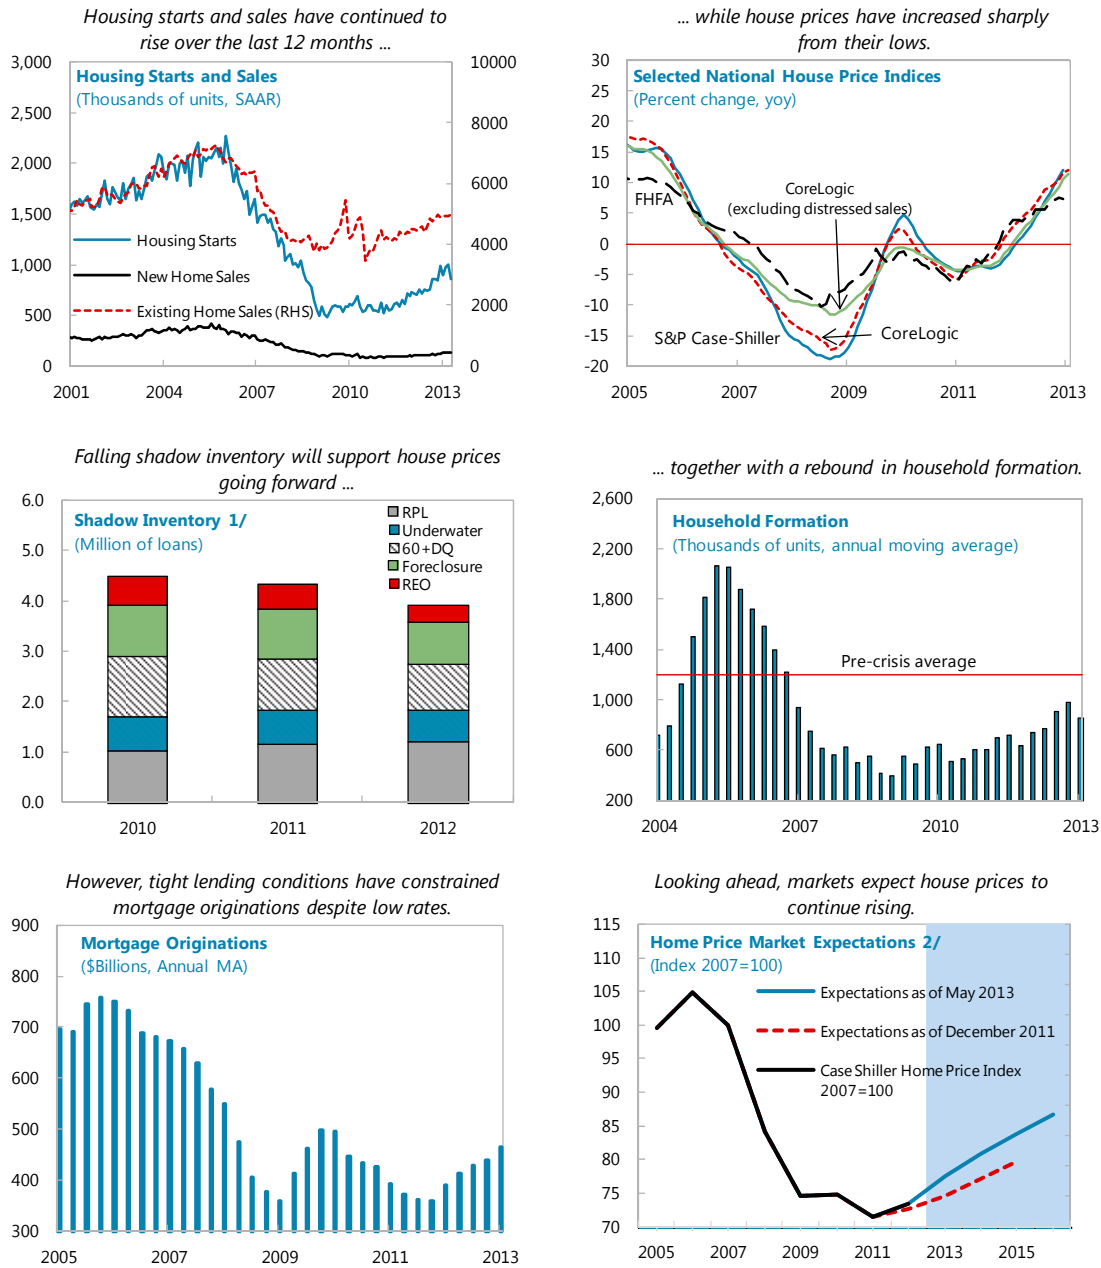 Housing starts and sales have continued to
rise over the last 12 months ...
3,000
2,500
2,000
1,500
1,000
500
0
10000
8000
6000
4000
2000
0
Housing Starts and Sales
(Thousands of units, SAAR)
Housing Starts
New Home Sales
Existing Home Sales (RHS)
2001
2004
2007
2010
2013
... while house prices have increased sharply
from their lows.
30
25
20
15
10
5
0
-5
-10
-15
-20
Selected National House Price Indices
(Percent change, yoy)
FHFA
CoreLogic
(excluding distressed sales)
S&P Case-Shiller
CoreLogic
2005
2007
2009
2011
2013
Falling shadow inventory will support house prices
going forward ...
6.0
5.0
4.0
3.0
2.0
1.0
0.0
Shadow Inventory 1/
(Million of loans)
RPL
Underwater
60+DQ
Foreclosure
REO
2010
2011
2012
... together with a rebound in household formation.
2,600
2,200
1,800
1,400
1,000
600
200
Household Formation
(Thousands of units, annual moving average)
Pre-crisis average
2004
2007
2010
2013
However, tight lending conditions have constrained
mortgage originations despite low rates.
900
800
700
600
500
400
300
Mortgage Originations
($Billions, Annual MA)
2005
2007
2009
2011
2013
Looking ahead, markets expect house prices to
continue rising.
115
110
105
100
95
90
85
80
75
70
Home Price Market Expectations 2/
(Index 2007=100)
Expectations as of May 2013
Expectations as of December 2011
Case Shiller Home Price Index
2007=100
2005
2007
2009
2011
2013
2015